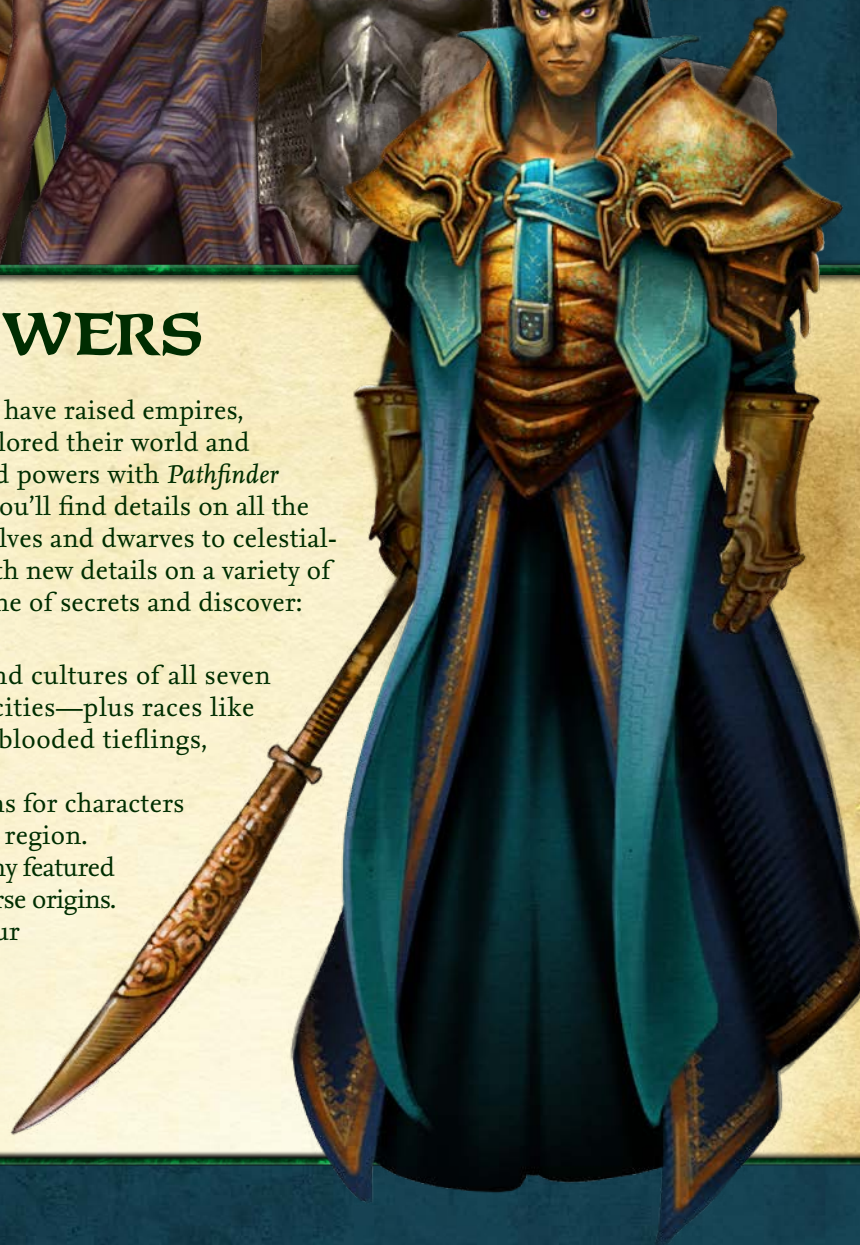 WERS
have raised empires,
lored their world and
d powers with Pathfinder
ou’ll find details on all the
lves and dwarves to celestial-
th new details on a variety of
me of secrets and discover:
nd cultures of all seven
cities—plus races like
blooded tieflings,
ns for characters
region.
ny featured
rse origins.
ur